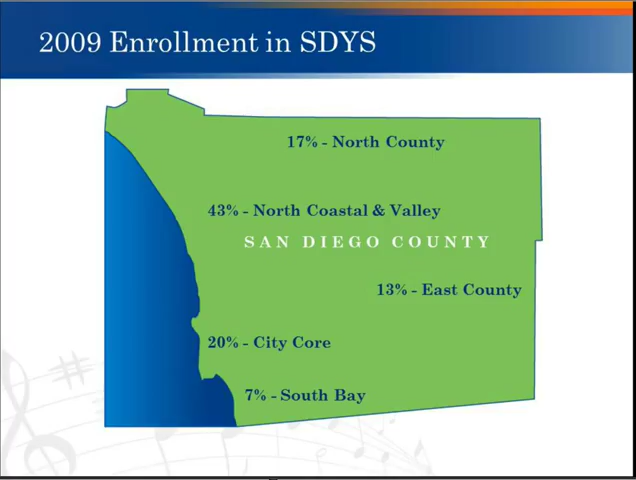 2009 Enrollment in SDYS
17% - North County
43% - North Coastal & Valley
SAN DIEGO COUNTY
13% - East County
20% - City Core
7% - South Bay